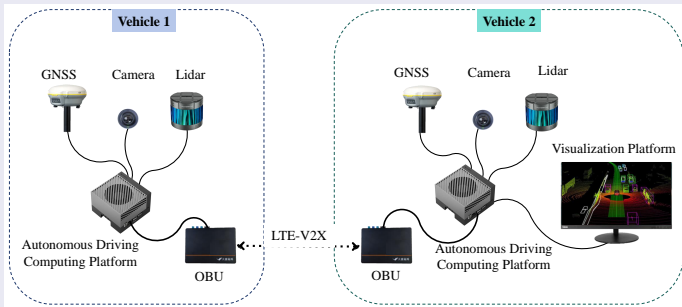 Vehicle 1
Vehicle 2
GNSS
Camera
Lidar
GNSS
Camera
Lidar
Visualization Platform
Autonomous Driving
Computing Platform
OBU
LTE-V2X
OBU
Autonomous Driving
Computing Platform